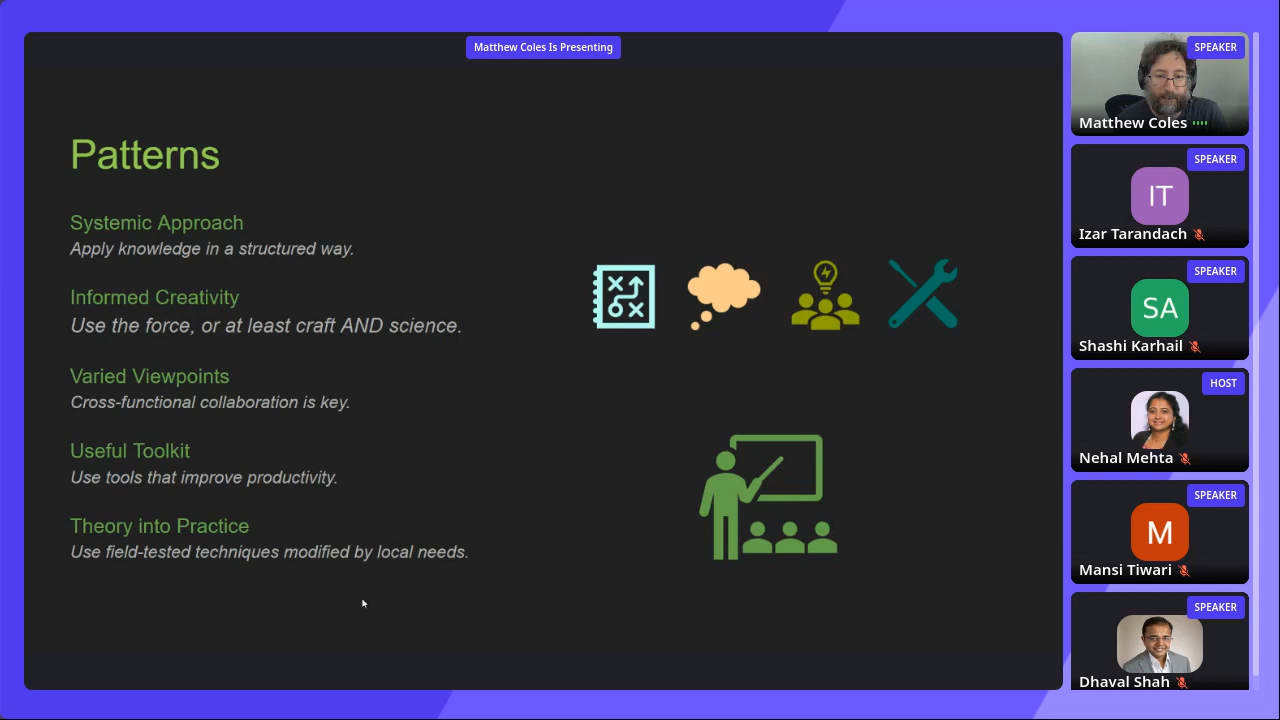 Matthew Coles Is Presenting
Patterns
Systemic Approach
Apply knowledge in a structured way.
Informed Creativity
Use the force, or at least craft AND science.
Varied Viewpoints
Cross-functional collaboration is key.
Useful Toolkit
Use tools that improve productivity.
Theory into Practice
Use field-tested techniques modified by local needs.
SPEAKER
Matthew Coles
SPEAKER
IT
Izar Tarandach
SPEAKER
SA
Shashi Karhail
HOST
Nehal Mehta
SPEAKER
M
Mansi Tiwari
SPEAKER
Dhaval Shah